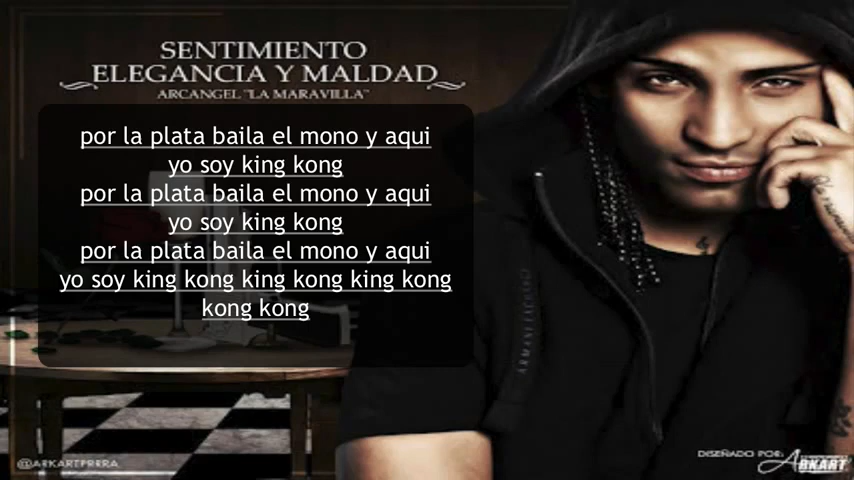 SENTIMIENTO
ELEGANCIA Y MALDAD
ARCANGEL "LA MARAVILLA"
por la plata baila el mono y aqui
yo soy king kong
por la plata baila el mono y aqui
yo soy king kong
por la plata baila el mono y aqui
yo soy king kong king kong king kong
kong kong
@ARKARTPRRRA
DISEÑADO POR:
ARKART